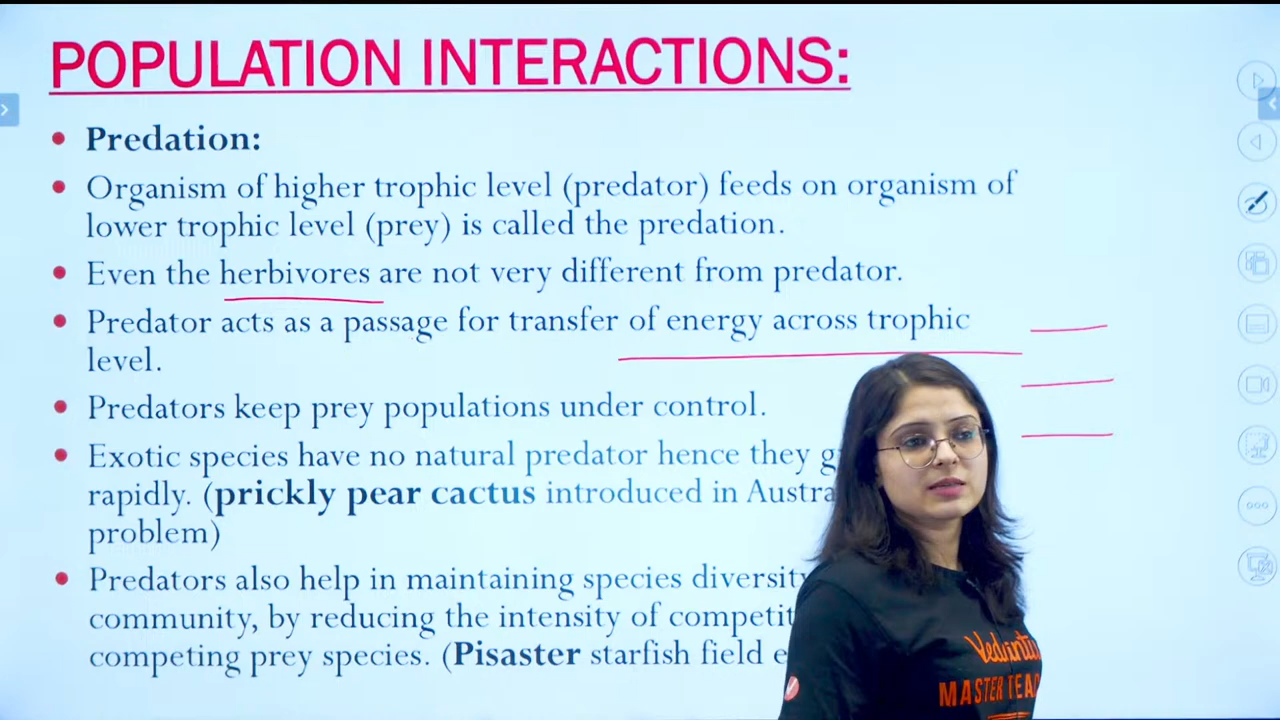 POPULATION INTERACTIONS:
• Predation:
• Organism of higher trophic level (predator) feeds on organism of
lower trophic level (prey) is called the predation.
• Even the herbivores are not very different from predator.
• Predator acts as a passage for transfer of energy across trophic
level.
• Predators keep prey populations under control.
• Exotic species have no natural predator hence they
rapidly. (prickly pear cactus introduced in
problem)
• Predators also help in maintaining species
community, by reducing the intensity of
competing prey species. (Pisaster starfish field
MASTER